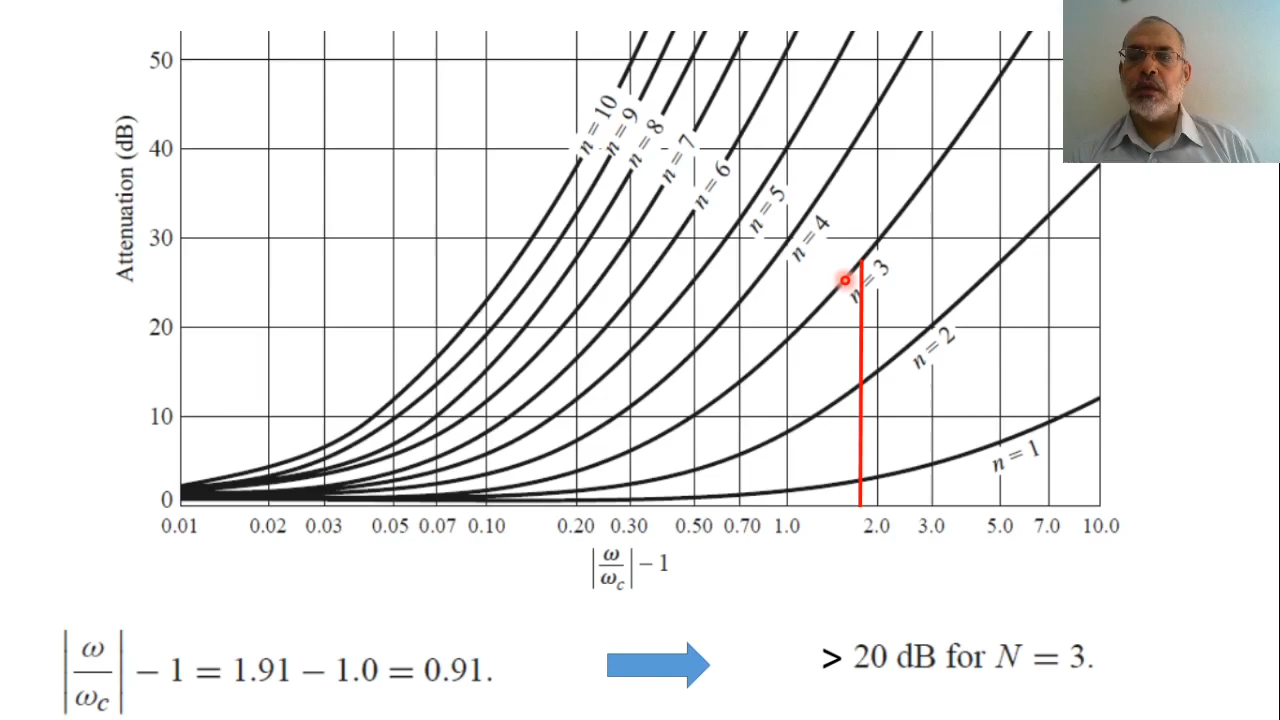 50
40
30
20
10
0
Attenuation (dB)
n = 10
n = 9
n = 8
n = 7
n = 6
n = 5
n = 4
n = 3
n = 2
n = 1
0.01 0.02 0.03 0.05 0.07 0.10 0.20 0.30 0.50 0.70 1.0 2.0 3.0 5.0 7.0 10.0
|ω/ω_c| − 1
|ω/ω_c| − 1 = 1.91 − 1.0 = 0.91.
> 20 dB for N = 3.